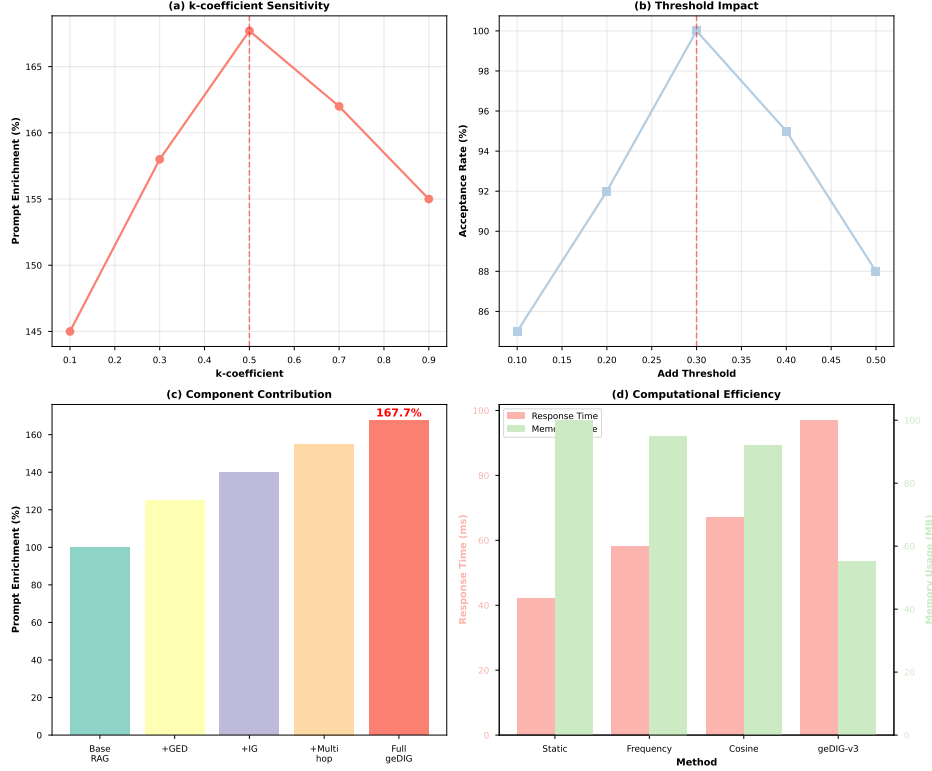 (a) k-coefficient Sensitivity
Prompt Enrichment (%)
165
160
155
150
145
0.1 0.2 0.3 0.4 0.5 0.6 0.7 0.8 0.9
k-coefficient
(b) Threshold Impact
Acceptance Rate (%)
100
98
96
94
92
90
88
86
0.10 0.15 0.20 0.25 0.30 0.35 0.40 0.45 0.50
Add Threshold
(c) Component Contribution
167.7%
Prompt Enrichment (%)
160
140
120
100
80
60
40
20
0
Base
RAG
+GED
+IG
+Multi
hop
Full
geDIG
(d) Computational Efficiency
Response Time
Response Time (ms)
100
80
60
40
20
0
100
80
60
40
20
0
Memory Usage (MB)
Static Frequency Cosine geDIG-v3
Method